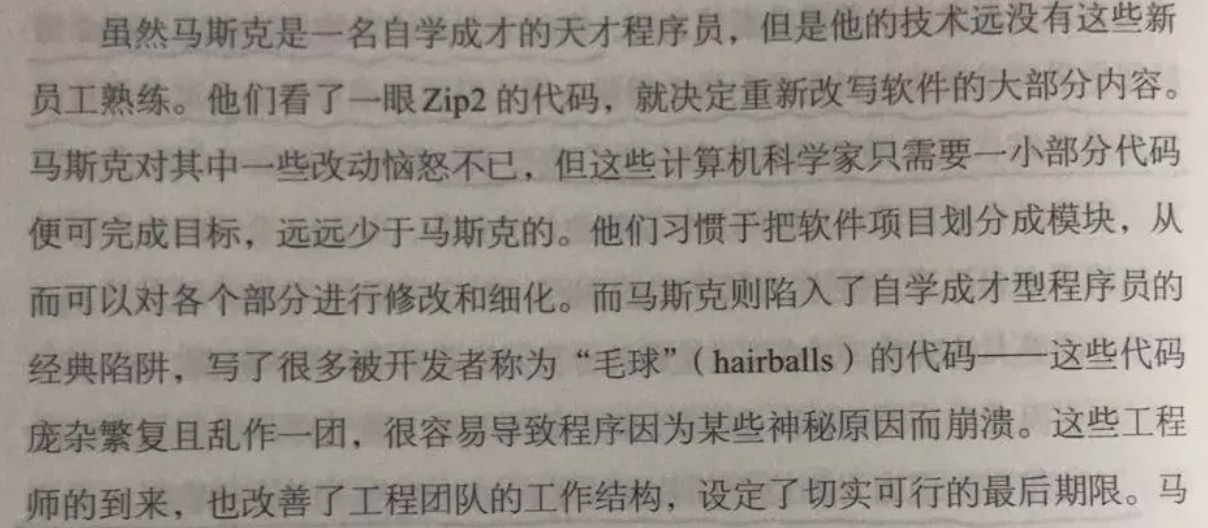 虽然马斯克是一名自学成才的天才程序员，但是他的技术远没有这些新
员工熟练。他们看了一眼 Zip2 的代码，就决定重新改写软件的大部分内容。
马斯克对其中一些改动恼怒不已，但这些计算机科学家只需要一小部分代码
便可完成目标，远远少于马斯克的。他们习惯于把软件项目划分成模块，从
而可以对各个部分进行修改和细化。而马斯克则陷入了自学成才型程序员的
经典陷阱，写了很多被开发者称为“毛球”（hairballs）的代码——这些代码
庞杂繁复且乱作一团，很容易导致程序因为某些神秘原因而崩溃。这些工程
师的到来，也改善了工程团队的工作结构，设定了切实可行的最后期限。马